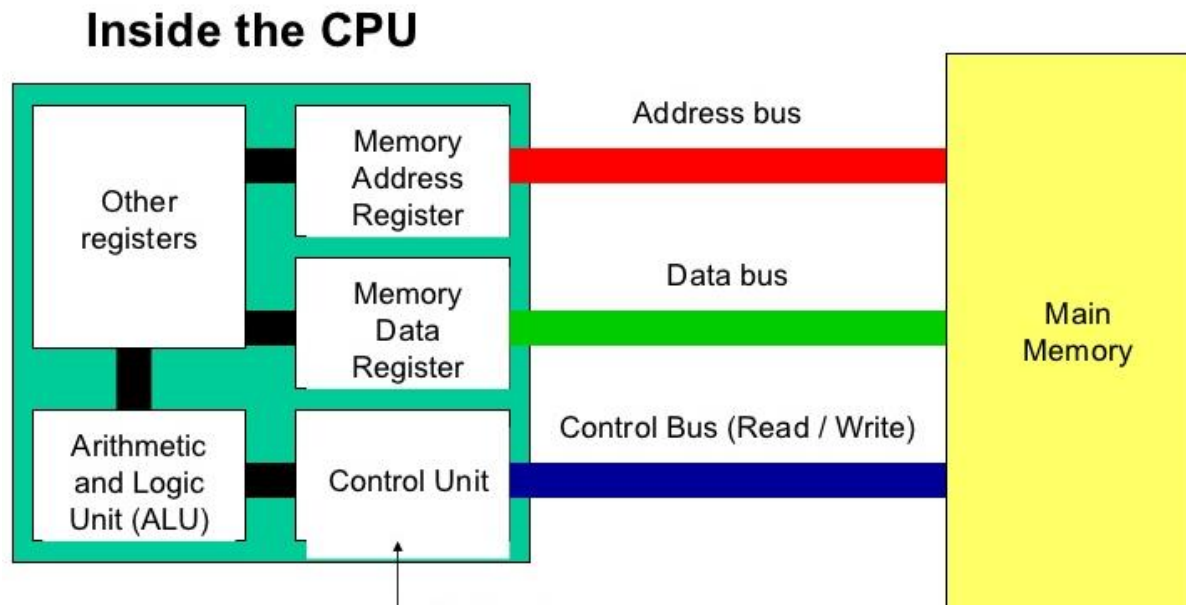 Inside the CPU
Other
registers
Memory
Address
Register
Address bus
Memory
Data
Register
Data bus
Main
Memory
Arithmetic
and Logic
Unit (ALU)
Control Unit
Control Bus (Read / Write)